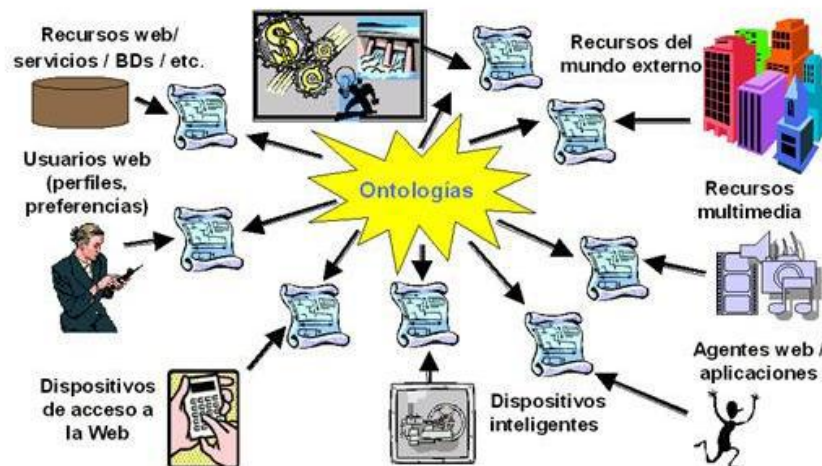 Recursos web/
servicios / BDs / etc.
Recursos del
mundo externo
Usuarios web
(perfiles,
preferencias)
Ontologías
Recursos
multimedia
Dispositivos
de acceso a
la Web
Dispositivos
inteligentes
Agentes web /
aplicaciones